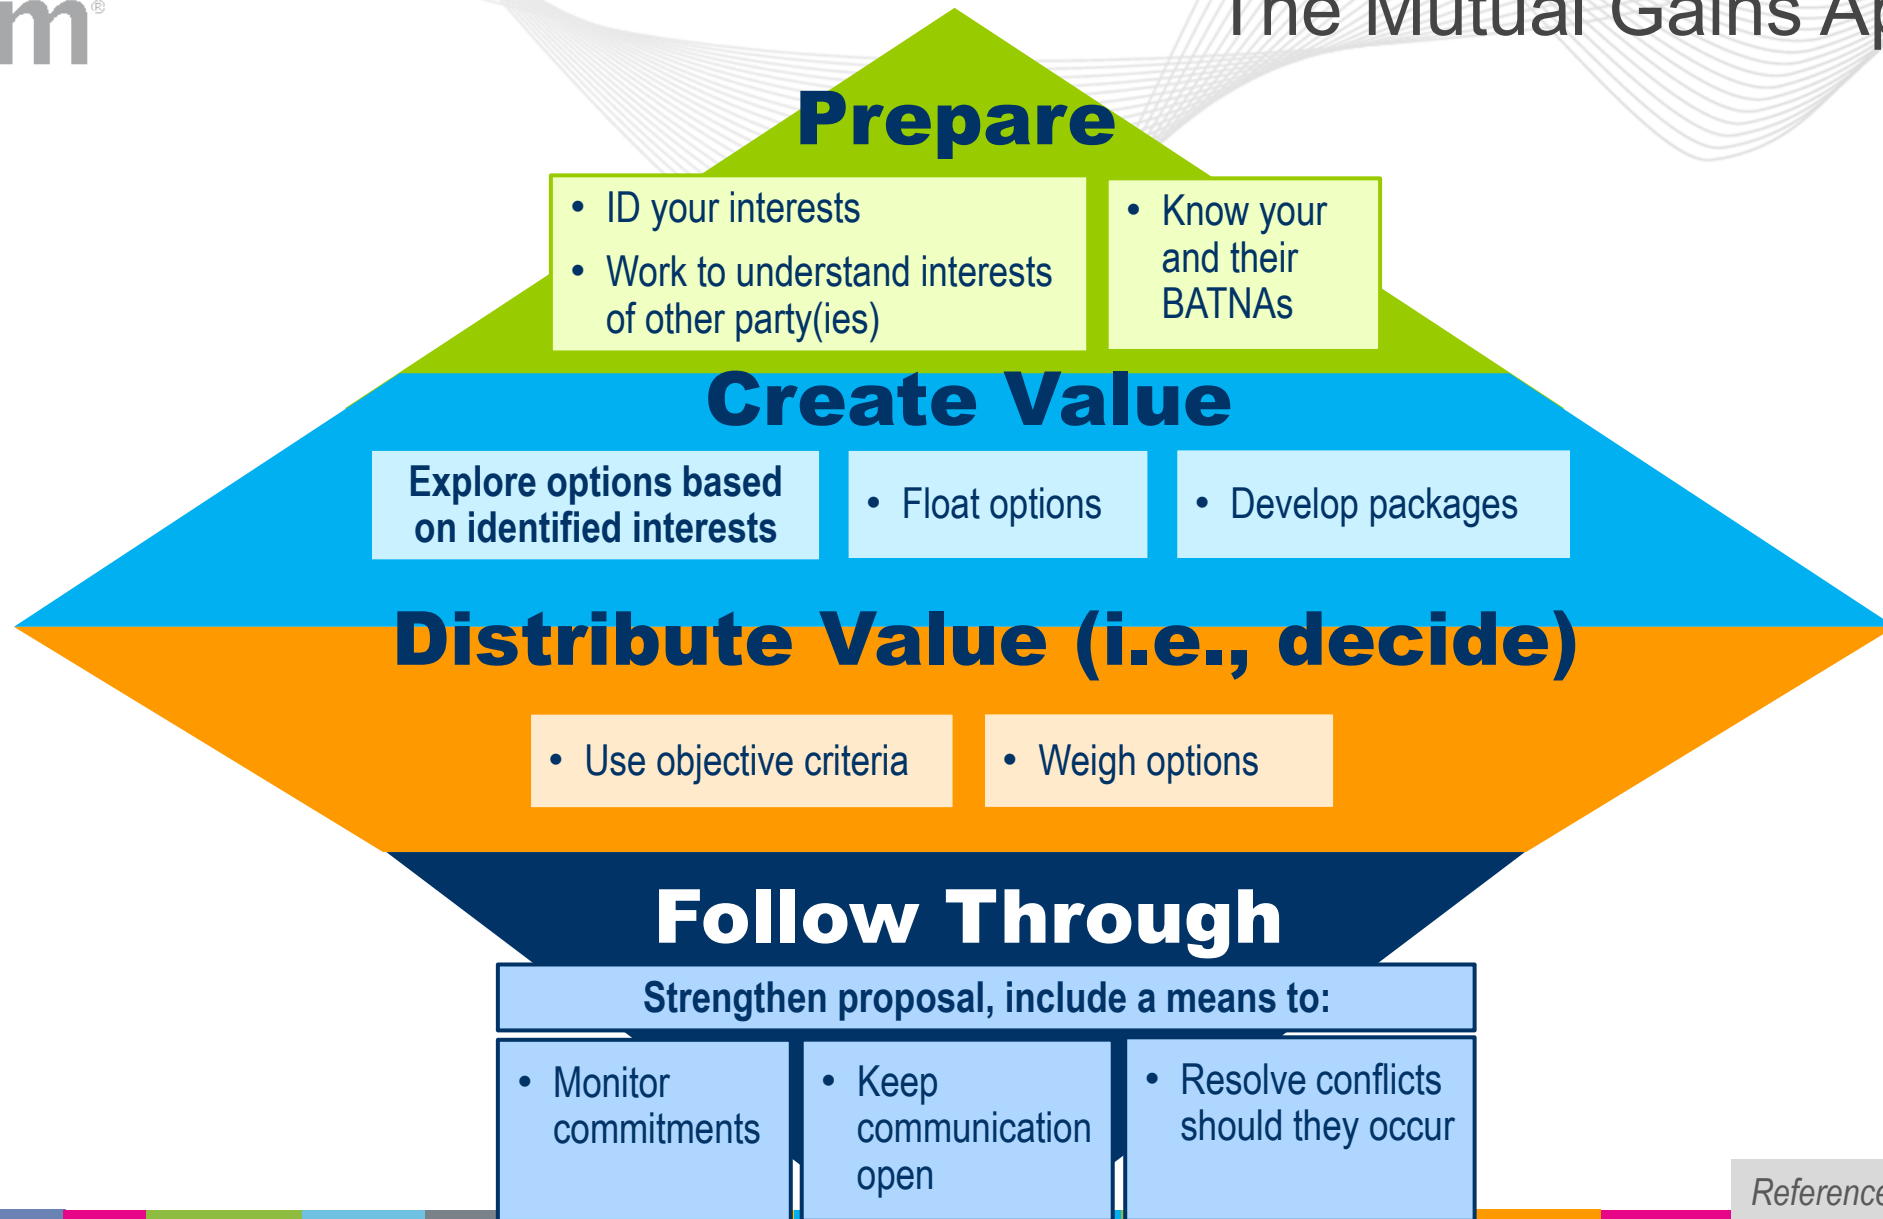 m®
The Mutual Gains
Prepare
• ID your interests
• Work to understand interests
of other party(ies)
• Know your
and their
BATNAs
Create Value
Explore options based
on identified interests
• Float options
• Develop packages
Distribute Value (i.e., decide)
• Use objective criteria
• Weigh options
Follow Through
Strengthen proposal, include a means to:
• Monitor
commitments
• Keep
communication
open
• Resolve conflicts
should they occur
Reference